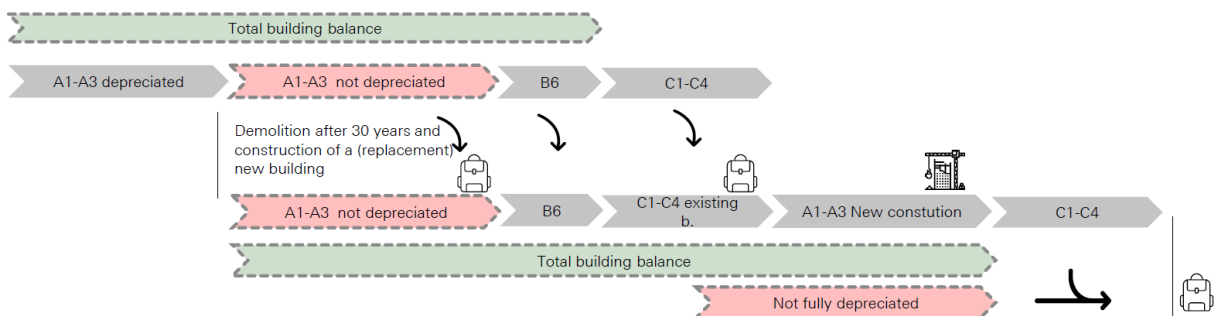 Total building balance
A1-A3 depreciated
A1-A3 not depreciated
B6
C1-C4
Demolition after 30 years and
construction of a (replacement)
new building
A1-A3 not depreciated
B6
C1-C4 existing
b.
A1-A3 New constution
C1-C4
Total building balance
Not fully depreciated